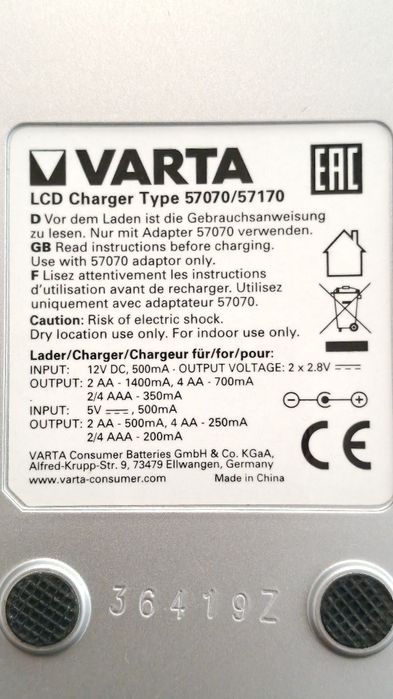 VARTA
EAC
LCD Charger Type 57070/57170
D Vor dem Laden ist die Gebrauchsanweisung
zu lesen. Nur mit Adapter 57070 verwenden.
GB Read instructions before charging.
Use with 57070 adaptor only.
F Lisez attentivement les instructions
d'utilisation avant de recharger. Utilisez
uniquement avec adaptateur 57070.
Caution: Risk of electric shock.
Dry location use only. For indoor use only.
Lader/Charger/Chargeur für/for/pour:
INPUT: 12V DC, 500mA · OUTPUT VOLTAGE: 2 x 2.8V
OUTPUT: 2 AA - 1400mA, 4 AA - 700mA
2/4 AAA - 350mA
INPUT: 5V, 500mA
OUTPUT: 2 AA - 500mA, 4 AA - 250mA
2/4 AAA - 200mA
CE
VARTA Consumer Batteries GmbH & Co. KGaA,
Alfred-Krupp-Str. 9, 73479 Ellwangen, Germany
www.varta-consumer.com Made in China
36419Z